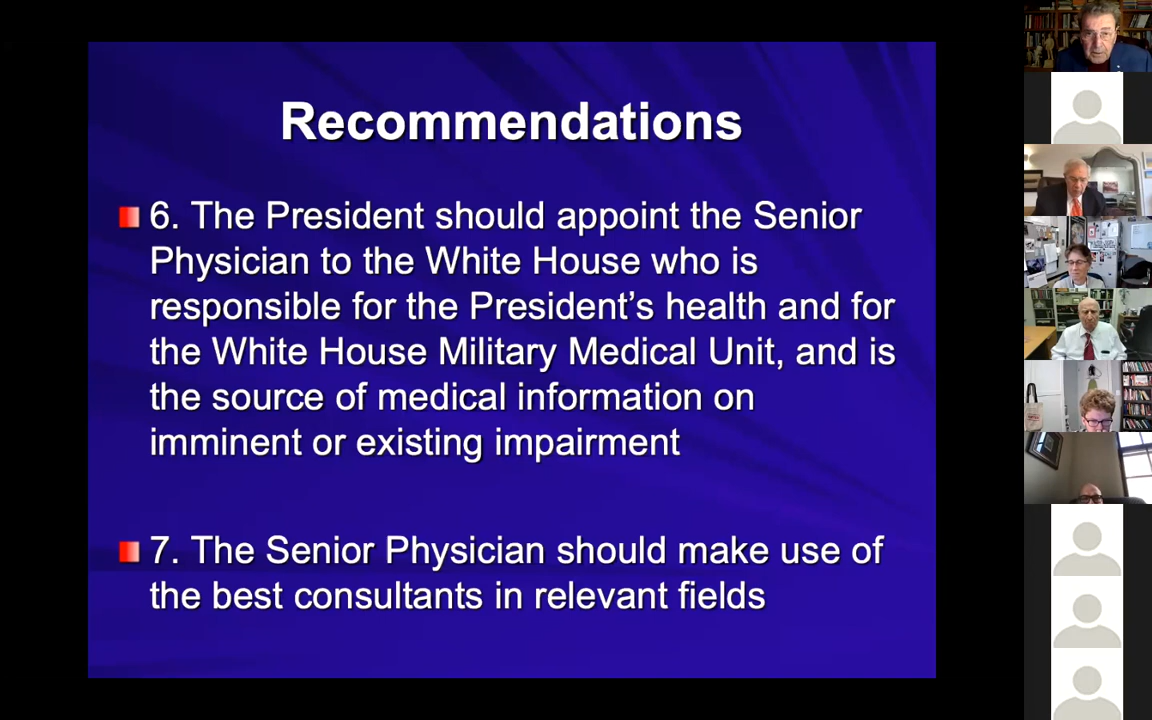 Recommendations
6. The President should appoint the Senior
Physician to the White House who is
responsible for the President’s health and for
the White House Military Medical Unit, and is
the source of medical information on
imminent or existing impairment
7. The Senior Physician should make use of
the best consultants in relevant fields